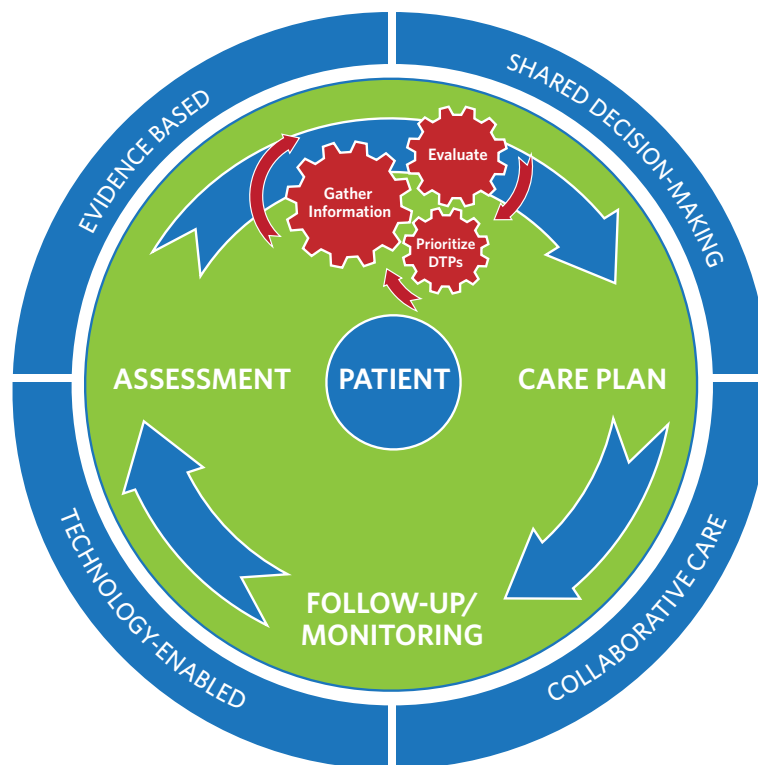 EVIDENCE BASED
SHARED DECISION-MAKING
Evaluate
Gather
Information
Prioritize
DTPs
ASSESSMENT
PATIENT
CARE PLAN
FOLLOW-UP/
MONITORING
TECHNOLOGY-ENABLED
COLLABORATIVE CARE